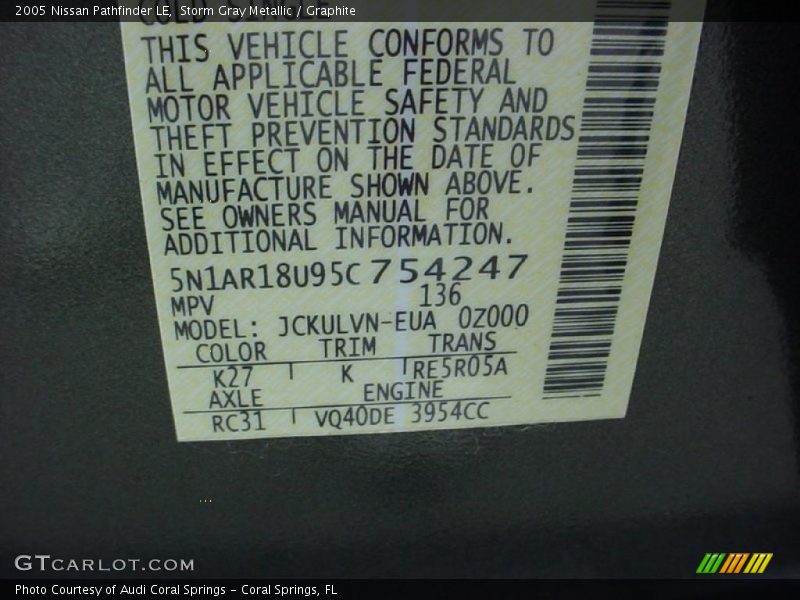 2005 Nissan Pathfinder LE, Storm Gray Metallic / Graphite
COLD SINGLE
THIS VEHICLE CONFORMS TO
ALL APPLICABLE FEDERAL
MOTOR VEHICLE SAFETY AND
THEFT PREVENTION STANDARDS
IN EFFECT ON THE DATE OF
MANUFACTURE SHOWN ABOVE.
SEE OWNERS MANUAL FOR
ADDITIONAL INFORMATION.
5N1AR18U95C754247
MPV 136
MODEL: JCKULVN-EUA 0Z000
COLOR TRIM TRANS
K27 K RE5R05A
AXLE ENGINE
RC31 VQ40DE 3954CC
GTCARLOT.COM
Photo Courtesy of Audi Coral Springs – Coral Springs, FL